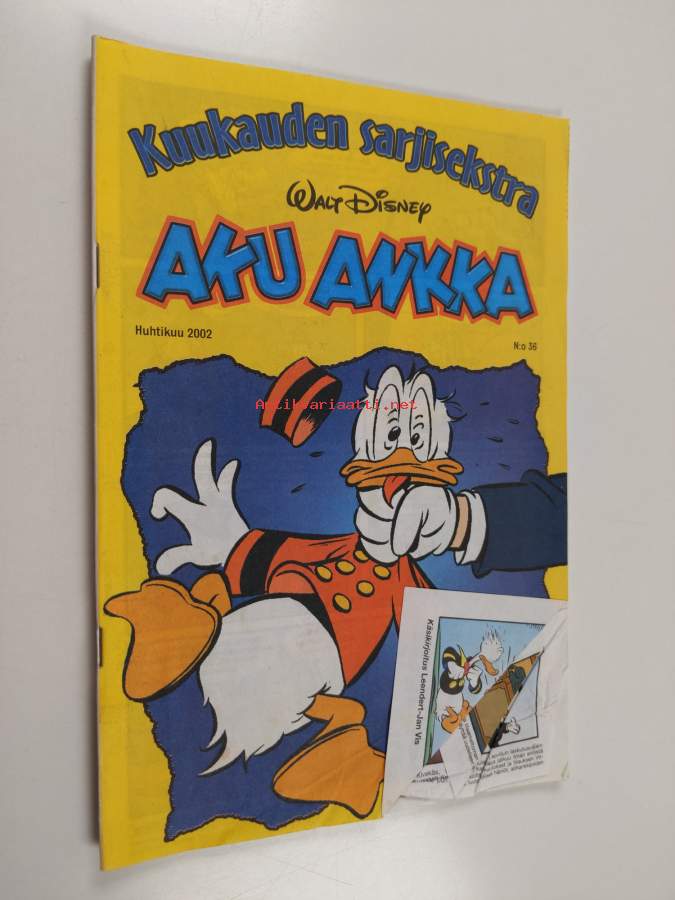 Kuukauden sarjisekstra
WALT DISNEY
AKU ANKKA
Huhtikuu 2002
N:o 36
Antikvariaatti.net
Käsikirjoitus Leendert-Jan Vis